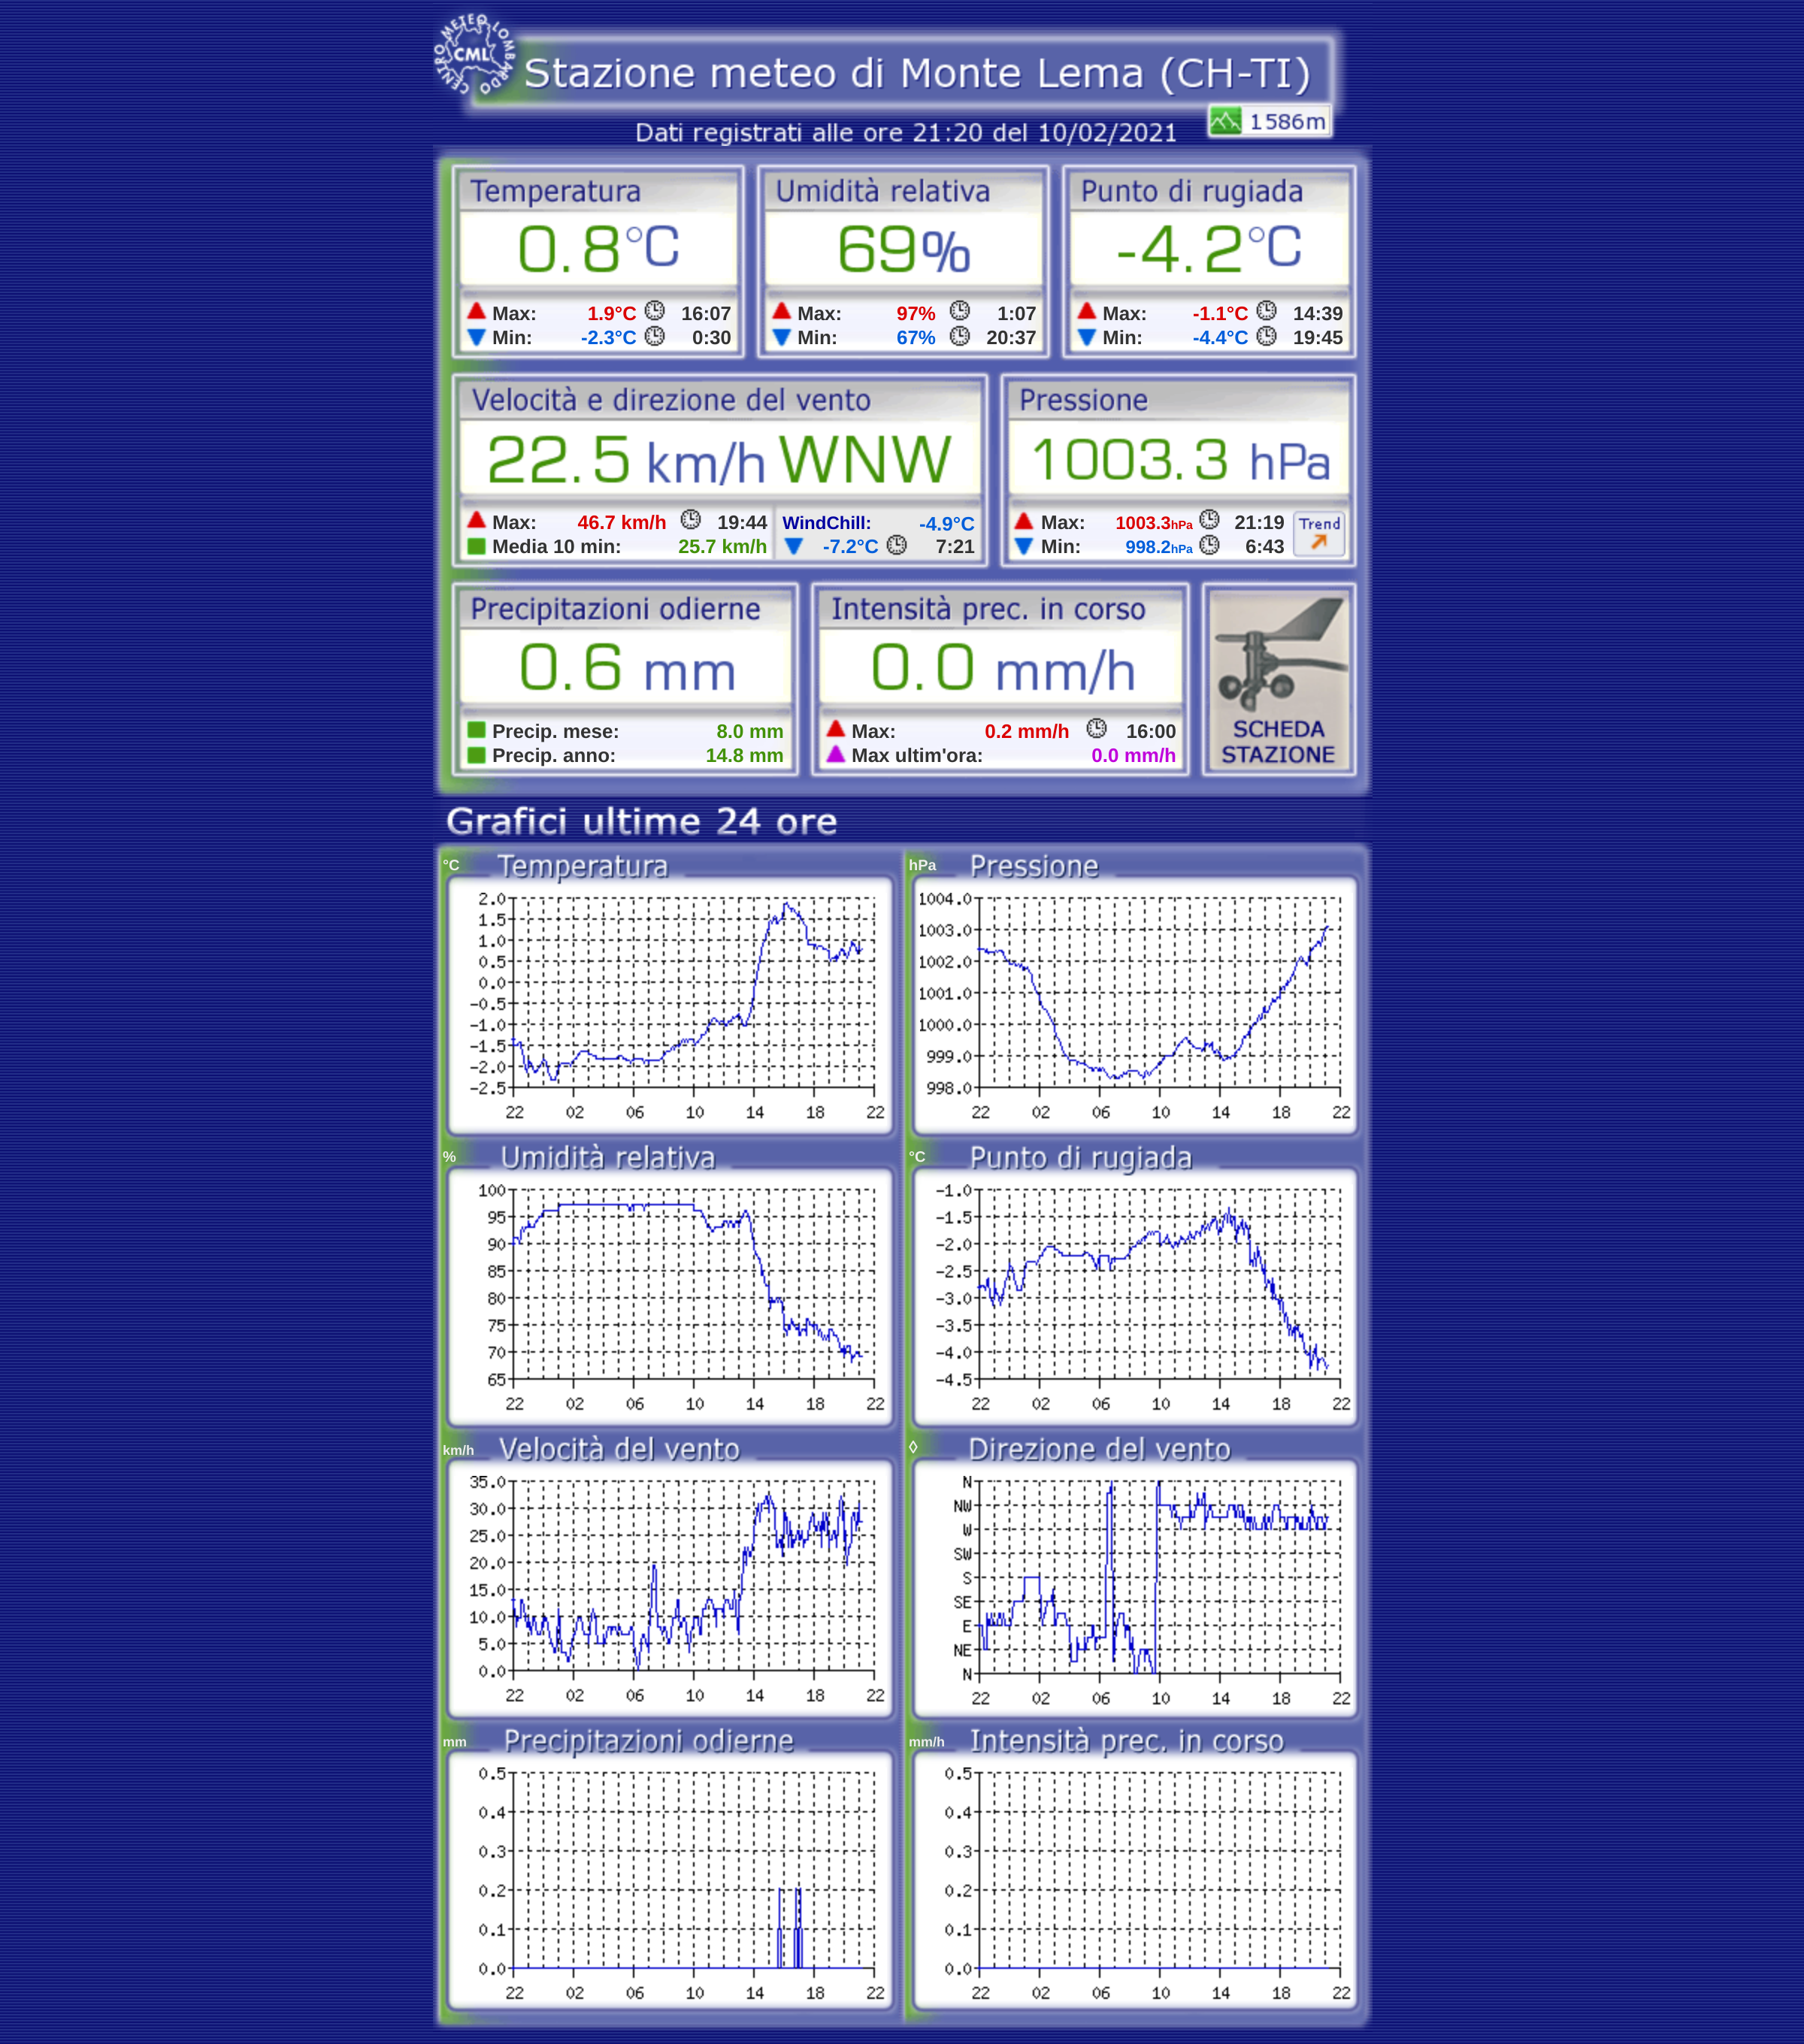 CENTRO METEO LOMBARDO
CML
Stazione meteo di Monte Lema (CH-TI)
1586m
Dati registrati alle ore 21:20 del 10/02/2021
Temperatura Umidità relativa Punto di rugiada
0.8°C 69% -4.2°C
Max: 1.9°C 16:07 Max: 97% 1:07 Max: -1.1°C 14:39
Min: -2.3°C 0:30 Min: 67% 20:37 Min: -4.4°C 19:45
Velocità e direzione del vento Pressione
22.5 km/h WNW 1003.3 hPa
Max: 46.7 km/h 19:44 WindChill: -4.9°C Max: 1003.3hPa 21:19 Trend
Media 10 min: 25.7 km/h -7.2°C 7:21 Min: 998.2hPa 6:43
Precipitazioni odierne Intensità prec. in corso
0.6 mm 0.0 mm/h
Precip. mese: 8.0 mm Max: 0.2 mm/h 16:00 SCHEDA
Precip. anno: 14.8 mm Max ultim'ora: 0.0 mm/h STAZIONE
Grafici ultime 24 ore
°C Temperatura
2.0
1.5
1.0
0.5
0.0
-0.5
-1.0
-1.5
-2.0
-2.5
22 02 06 10 14 18 22
hPa Pressione
1004.0
1003.0
1002.0
1001.0
1000.0
999.0
998.0
22 02 06 10 14 18 22
% Umidità relativa
100
95
90
85
80
75
70
65
22 02 06 10 14 18 22
°C Punto di rugiada
-1.0
-1.5
-2.0
-2.5
-3.0
-3.5
-4.0
-4.5
22 02 06 10 14 18 22
km/h Velocità del vento
35.0
30.0
25.0
20.0
15.0
10.0
5.0
0.0
22 02 06 10 14 18 22
◊ Direzione del vento
N
NW
W
SW
S
SE
E
NE
N
22 02 06 10 14 18 22
mm Precipitazioni odierne
0.5
0.4
0.3
0.2
0.1
0.0
22 02 06 10 14 18 22
mm/h Intensità prec. in corso
0.5
0.4
0.3
0.2
0.1
0.0
22 02 06 10 14 18 22